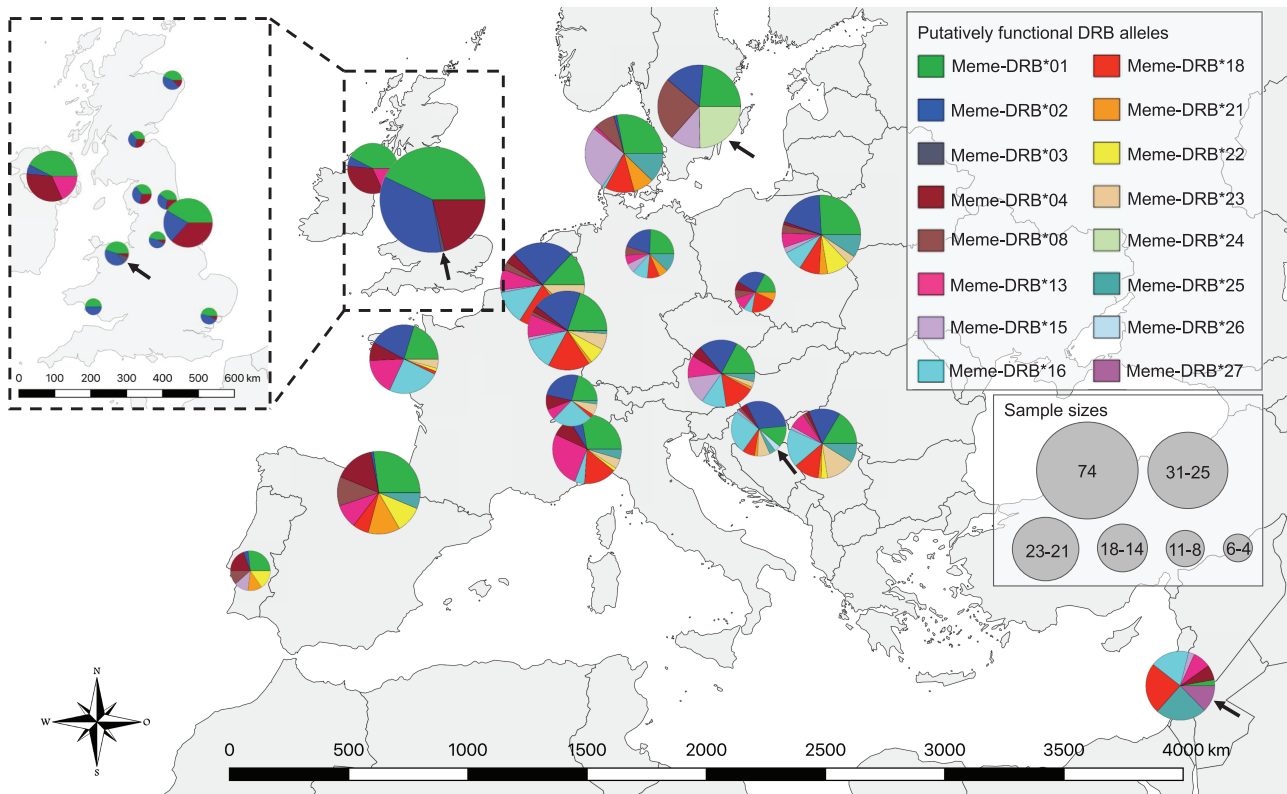 Putatively functional DRB alleles
Meme-DRB*01
Meme-DRB*18
Meme-DRB*02
Meme-DRB*21
Meme-DRB*03
Meme-DRB*22
Meme-DRB*04
Meme-DRB*23
Meme-DRB*08
Meme-DRB*24
Meme-DRB*13
Meme-DRB*25
Meme-DRB*15
Meme-DRB*26
Meme-DRB*16
Meme-DRB*27
0 100 200 300 400 500 600 km
Sample sizes
74
31-25
23-21
18-14
11-8
6-4
N
W
O
S
0 500 1000 1500 2000 2500 3000 3500 4000 km